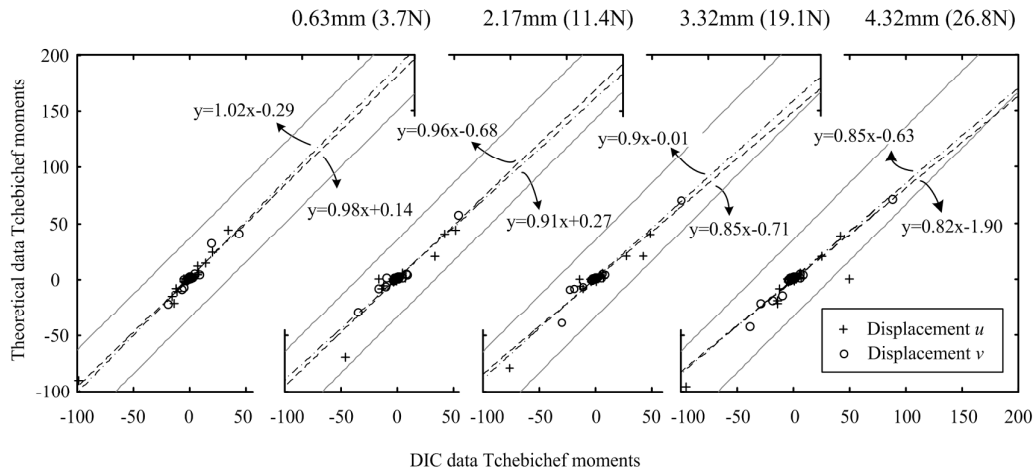 0.63mm (3.7N) 2.17mm (11.4N) 3.32mm (19.1N) 4.32mm (26.8N)
200
150
100
50
0
-50
-100
Theoretical data Tchebichef moments
y=1.02x-0.29
y=0.98x+0.14
y=0.96x-0.68
y=0.91x+0.27
y=0.9x-0.01
y=0.85x-0.71
y=0.85x-0.63
y=0.82x-1.90
Displacement u
Displacement v
-100 -50 0 50 -100 -50 0 50 -100 -50 0 50 -100 -50 0 50 100 150 200
DIC data Tchebichef moments